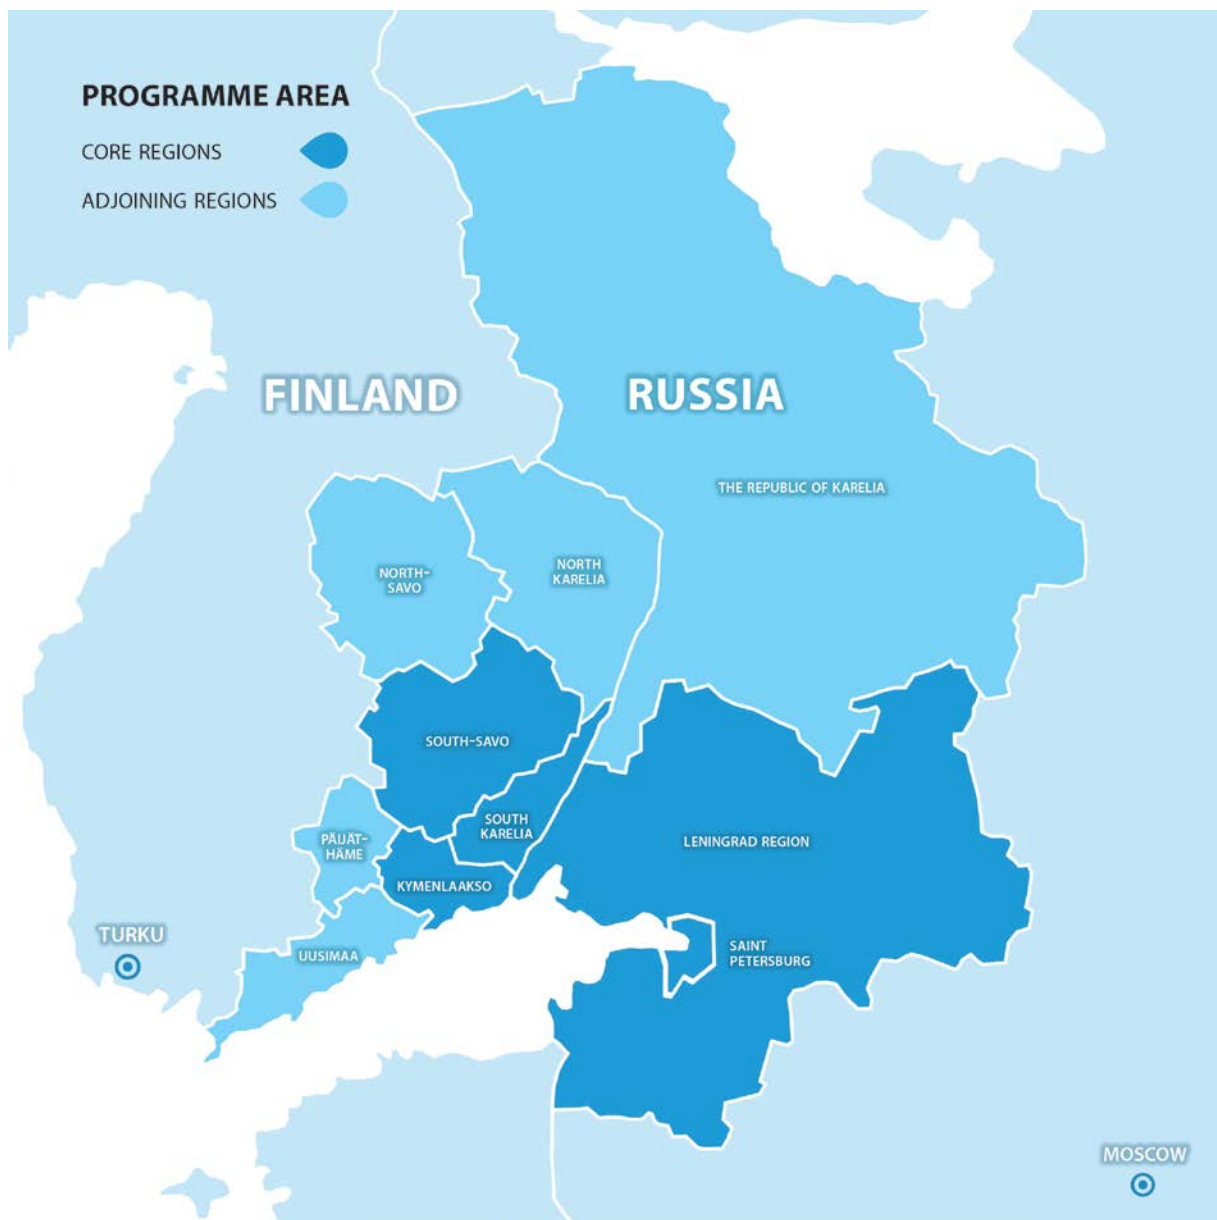 PROGRAMME AREA
CORE REGIONS
ADJOINING REGIONS
FINLAND
RUSSIA
THE REPUBLIC OF KARELIA
NORTH
KARELIA
NORTH-
SAVO
SOUTH-SAVO
SOUTH
KARELIA
PÄIJÄT-
HÄME
LENINGRAD REGION
KYMENLAAKSO
TURKU
UUSIMAA
SAINT
PETERSBURG
MOSCOW